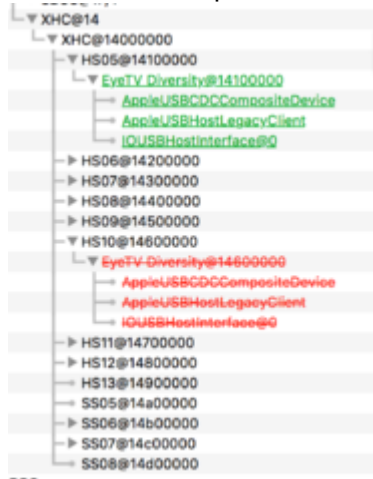 XHC@14
XHC@14000000
HS05@14100000
EyeTV Diversity@14100000
AppleUSBCDCCompositeDevice
AppleUSBHostLegacyClient
IOUSBHostInterface@0
HS06@14200000
HS07@14300000
HS08@14400000
HS09@14500000
HS10@14600000
EyeTV Diversity@14600000
AppleUSBCDCCompositeDevice
AppleUSBHostLegacyClient
IOUSBHostInterface@0
HS11@14700000
HS12@14800000
HS13@14900000
SS05@14a00000
SS06@14b00000
SS07@14c00000
SS08@14d00000